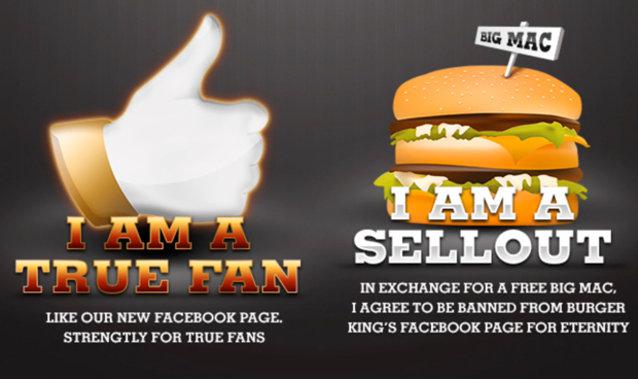 I AM A
TRUE FAN
LIKE OUR NEW FACEBOOK PAGE.
STRENGTLY FOR TRUE FANS
BIG MAC
I AM A
SELLOUT
IN EXCHANGE FOR A FREE BIG MAC,
I AGREE TO BE BANNED FROM BURGER
KING'S FACEBOOK PAGE FOR ETERNITY